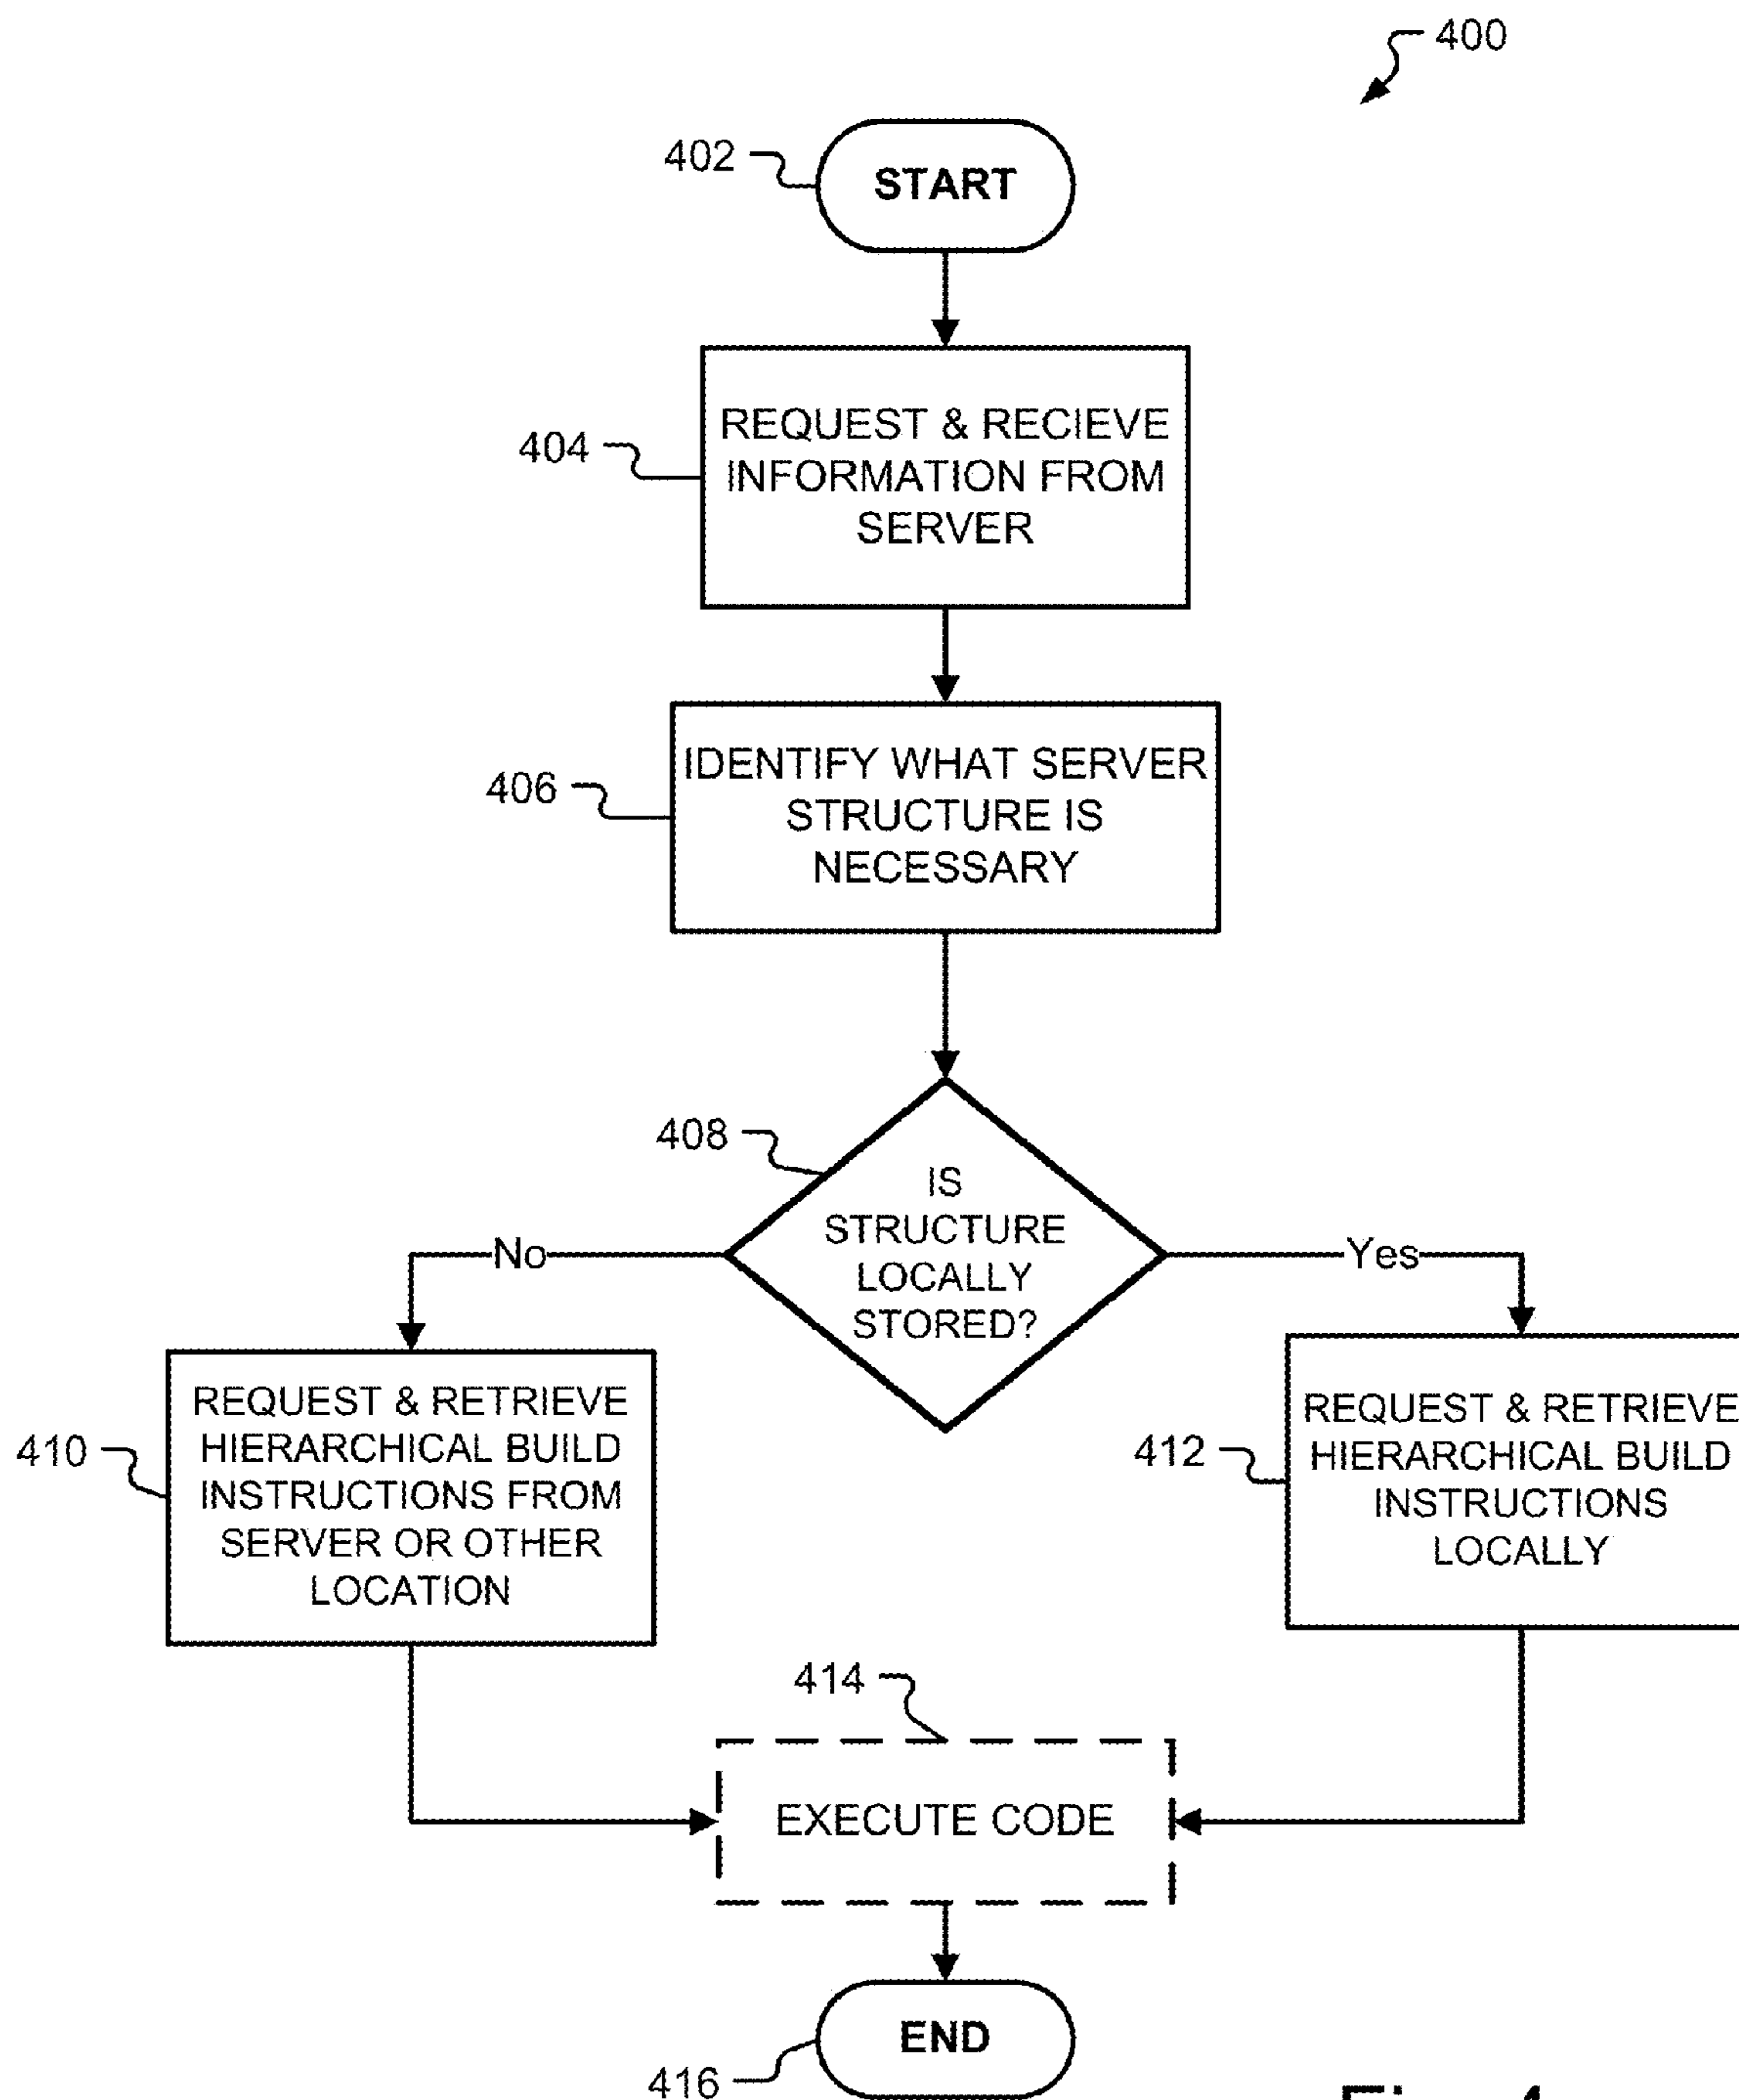 400
402
START
404
REQUEST & RECIEVE
INFORMATION FROM
SERVER
406
IDENTIFY WHAT SERVER
STRUCTURE IS
NECESSARY
408
IS
STRUCTURE
LOCALLY
STORED?
No
Yes
410
REQUEST & RETRIEVE
HIERARCHICAL BUILD
INSTRUCTIONS FROM
SERVER OR OTHER
LOCATION
412
REQUEST & RETRIEVE
HIERARCHICAL BUILD
INSTRUCTIONS
LOCALLY
414
EXECUTE CODE
END
416